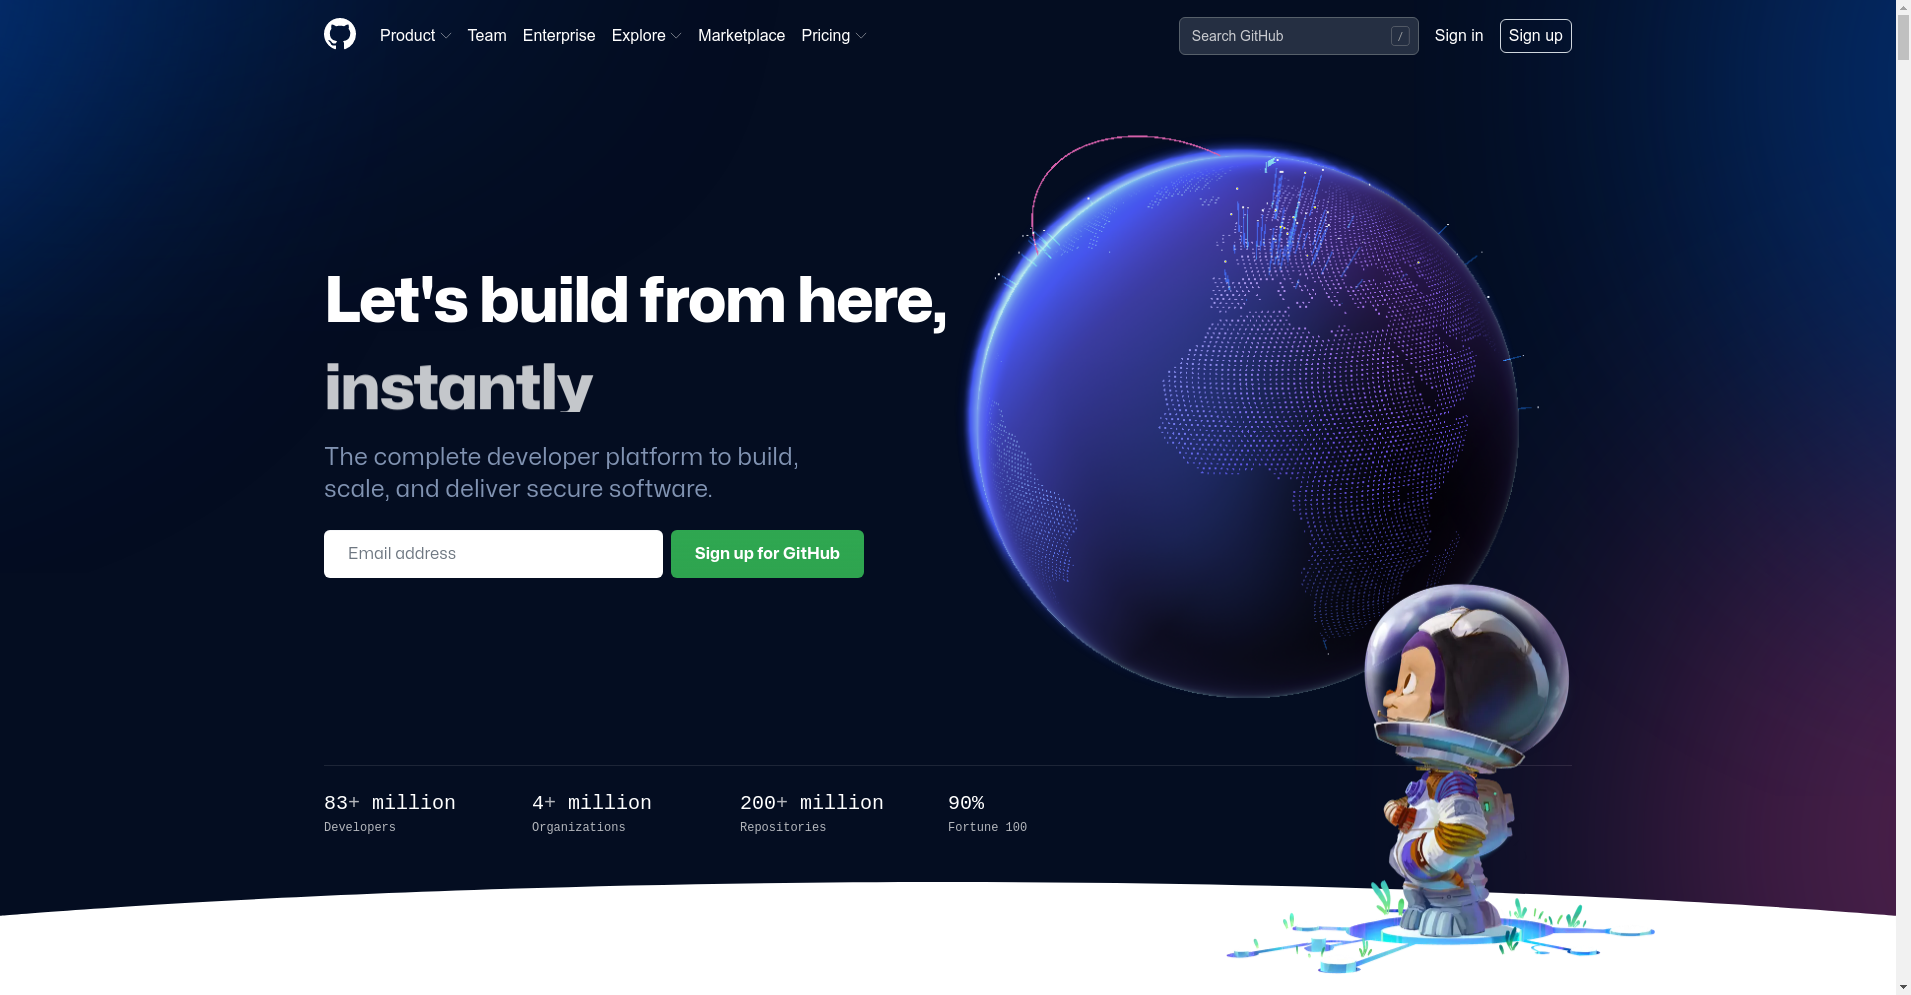 Product Team Enterprise Explore Marketplace Pricing Search GitHub / Sign in Sign up
Let's build from here,
instantly
The complete developer platform to build,
scale, and deliver secure software.
Email address Sign up for GitHub
83+ million 4+ million 200+ million 90%
Developers Organizations Repositories Fortune 100